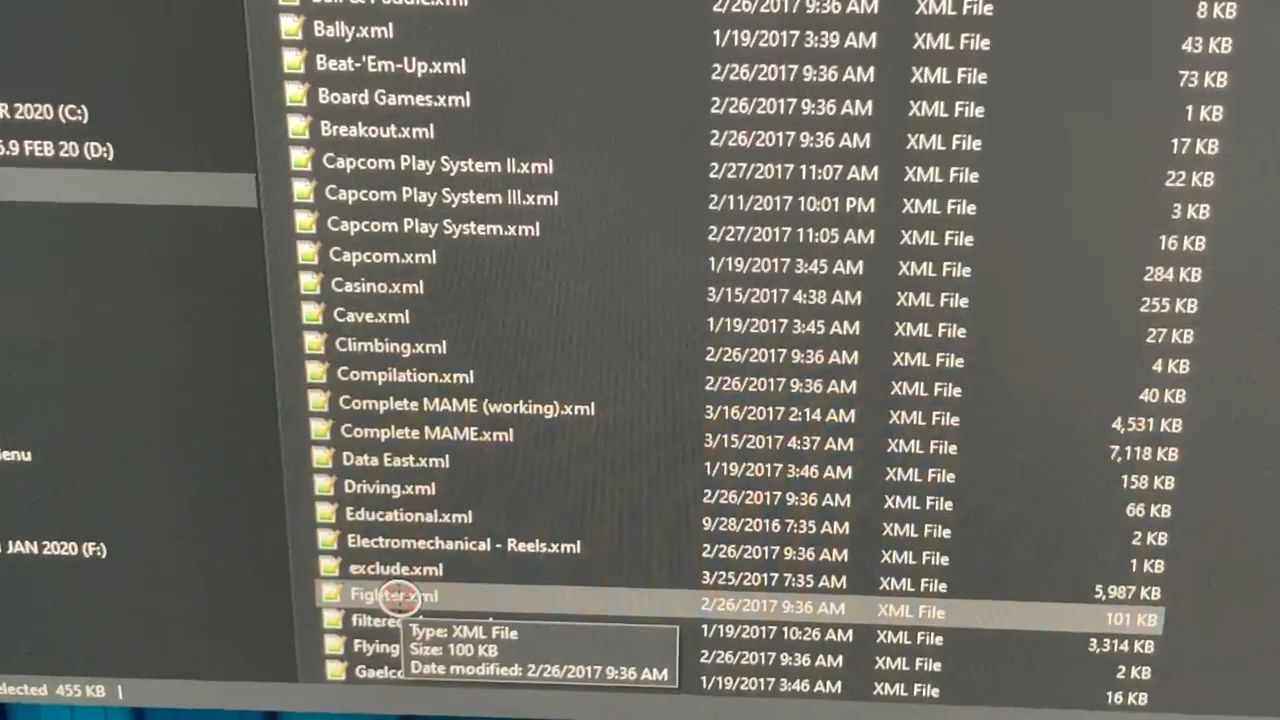 2/26/2017 9:36 AM XML File 8 KB
Bally.xml 1/19/2017 3:39 AM XML File 43 KB
Beat-'Em-Up.xml 2/26/2017 9:36 AM XML File 73 KB
Board Games.xml 2/26/2017 9:36 AM XML File 1 KB
Breakout.xml 2/26/2017 9:36 AM XML File 17 KB
Capcom Play System II.xml 2/27/2017 11:07 AM XML File 22 KB
Capcom Play System III.xml 2/11/2017 10:01 PM XML File 3 KB
Capcom Play System.xml 2/27/2017 11:05 AM XML File 16 KB
Capcom.xml 1/19/2017 3:45 AM XML File 284 KB
Casino.xml 3/15/2017 4:38 AM XML File 255 KB
Cave.xml 1/19/2017 3:45 AM XML File 27 KB
Climbing.xml 2/26/2017 9:36 AM XML File 4 KB
Compilation.xml 2/26/2017 9:36 AM XML File 40 KB
Complete MAME (working).xml 3/16/2017 2:14 AM XML File 4,531 KB
Complete MAME.xml 3/15/2017 4:37 AM XML File 7,118 KB
Data East.xml 1/19/2017 3:46 AM XML File 158 KB
Driving.xml 2/26/2017 9:36 AM XML File 66 KB
Educational.xml 9/28/2016 7:35 AM XML File 2 KB
Electromechanical - Reels.xml 2/26/2017 9:36 AM XML File 1 KB
exclude.xml 3/25/2017 7:35 AM XML File 5,987 KB
Fighter.xml 2/26/2017 9:36 AM XML File 101 KB
filtered 1/19/2017 10:26 AM XML File 3,314 KB
Flying 2/26/2017 9:36 AM XML File 2 KB
Gaelco 1/19/2017 3:46 AM XML File 16 KB
Type: XML File
Size: 100 KB
Date modified: 2/26/2017 9:36 AM
R 2020 (C:)
5.9 FEB 20 (D:)
enu
JAN 2020 (F:)
elected 455 KB